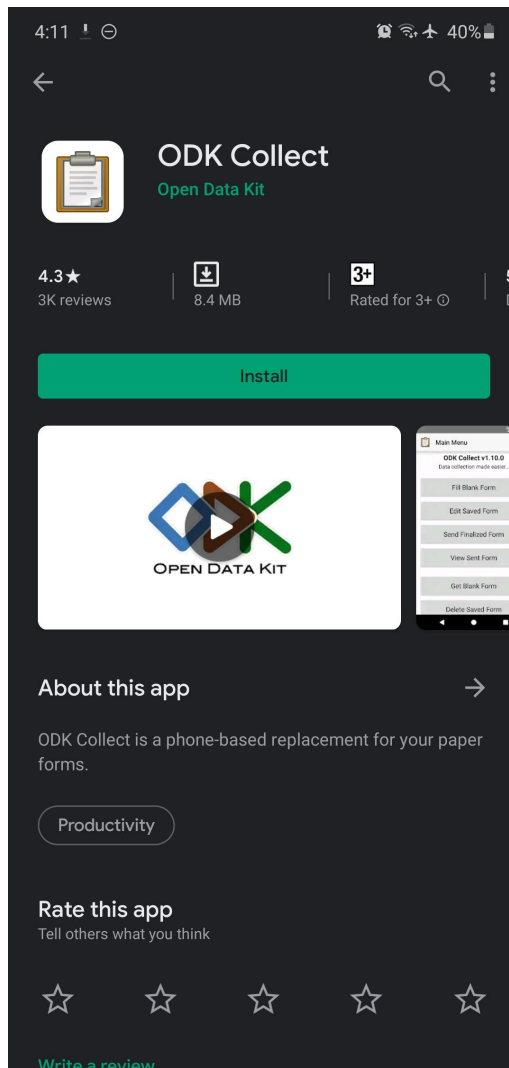 4:11
40%
ODK Collect
Open Data Kit
4.3★
3K reviews
8.4 MB
3+
Rated for 3+
Install
ODK
OPEN DATA KIT
Main Menu
ODK Collect v1.10.0
Data collection made easier...
Fill Blank Form
Edit Saved Form
Send Finalized Form
View Sent Form
Get Blank Form
Delete Saved Form
About this app
ODK Collect is a phone-based replacement for your paper
forms.
Productivity
Rate this app
Tell others what you think
Write a review